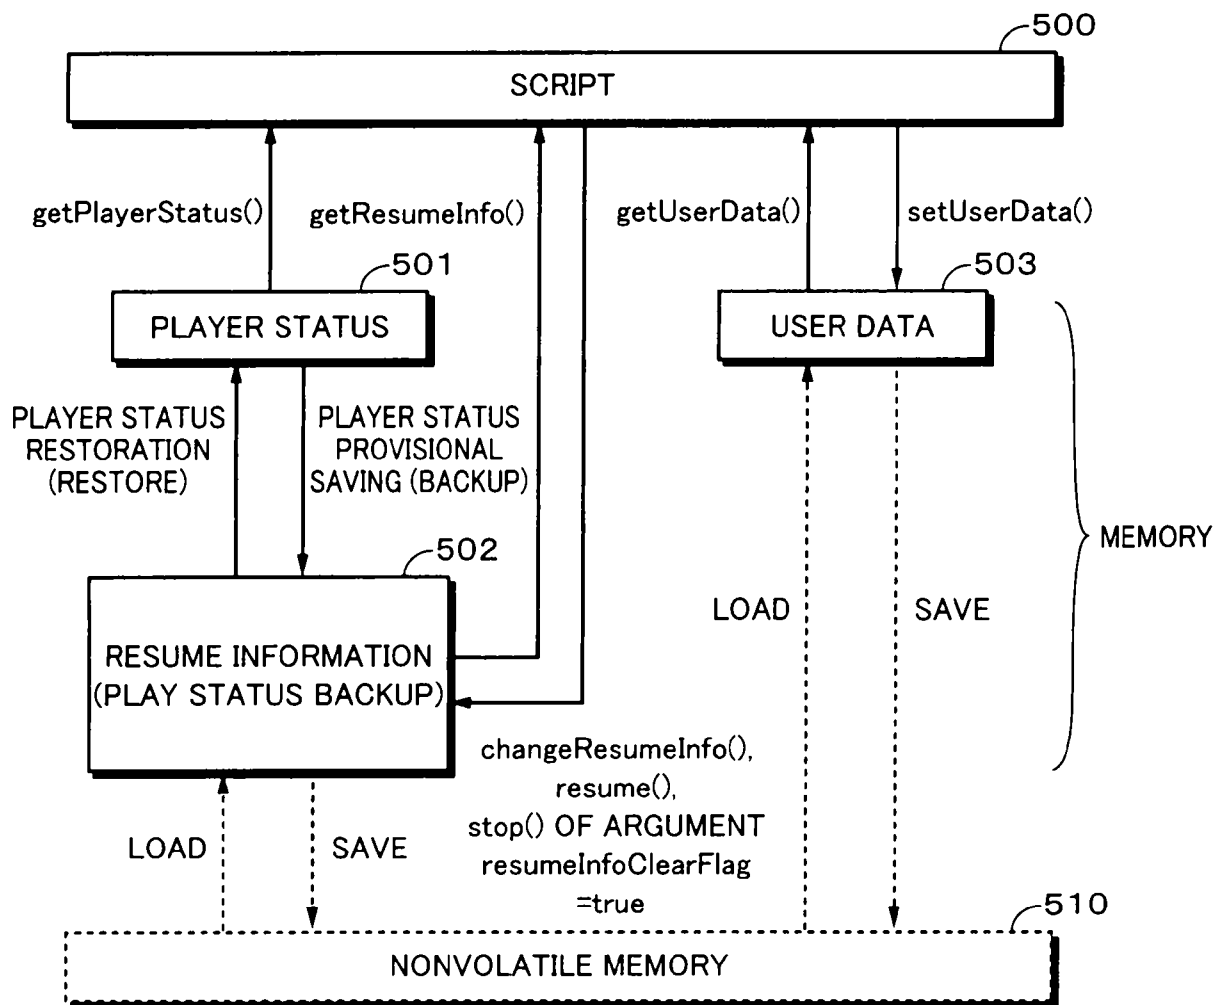 500
SCRIPT
getPlayerStatus()
getResumeInfo()
getUserData()
setUserData()
501
PLAYER STATUS
503
USER DATA
PLAYER STATUS
RESTORATION
(RESTORE)
PLAYER STATUS
PROVISIONAL
SAVING (BACKUP)
MEMORY
502
RESUME INFORMATION
(PLAY STATUS BACKUP)
LOAD
SAVE
changeResumeInfo(),
resume(),
stop() OF ARGUMENT
resumeInfoClearFlag
=true
LOAD
SAVE
510
NONVOLATILE MEMORY